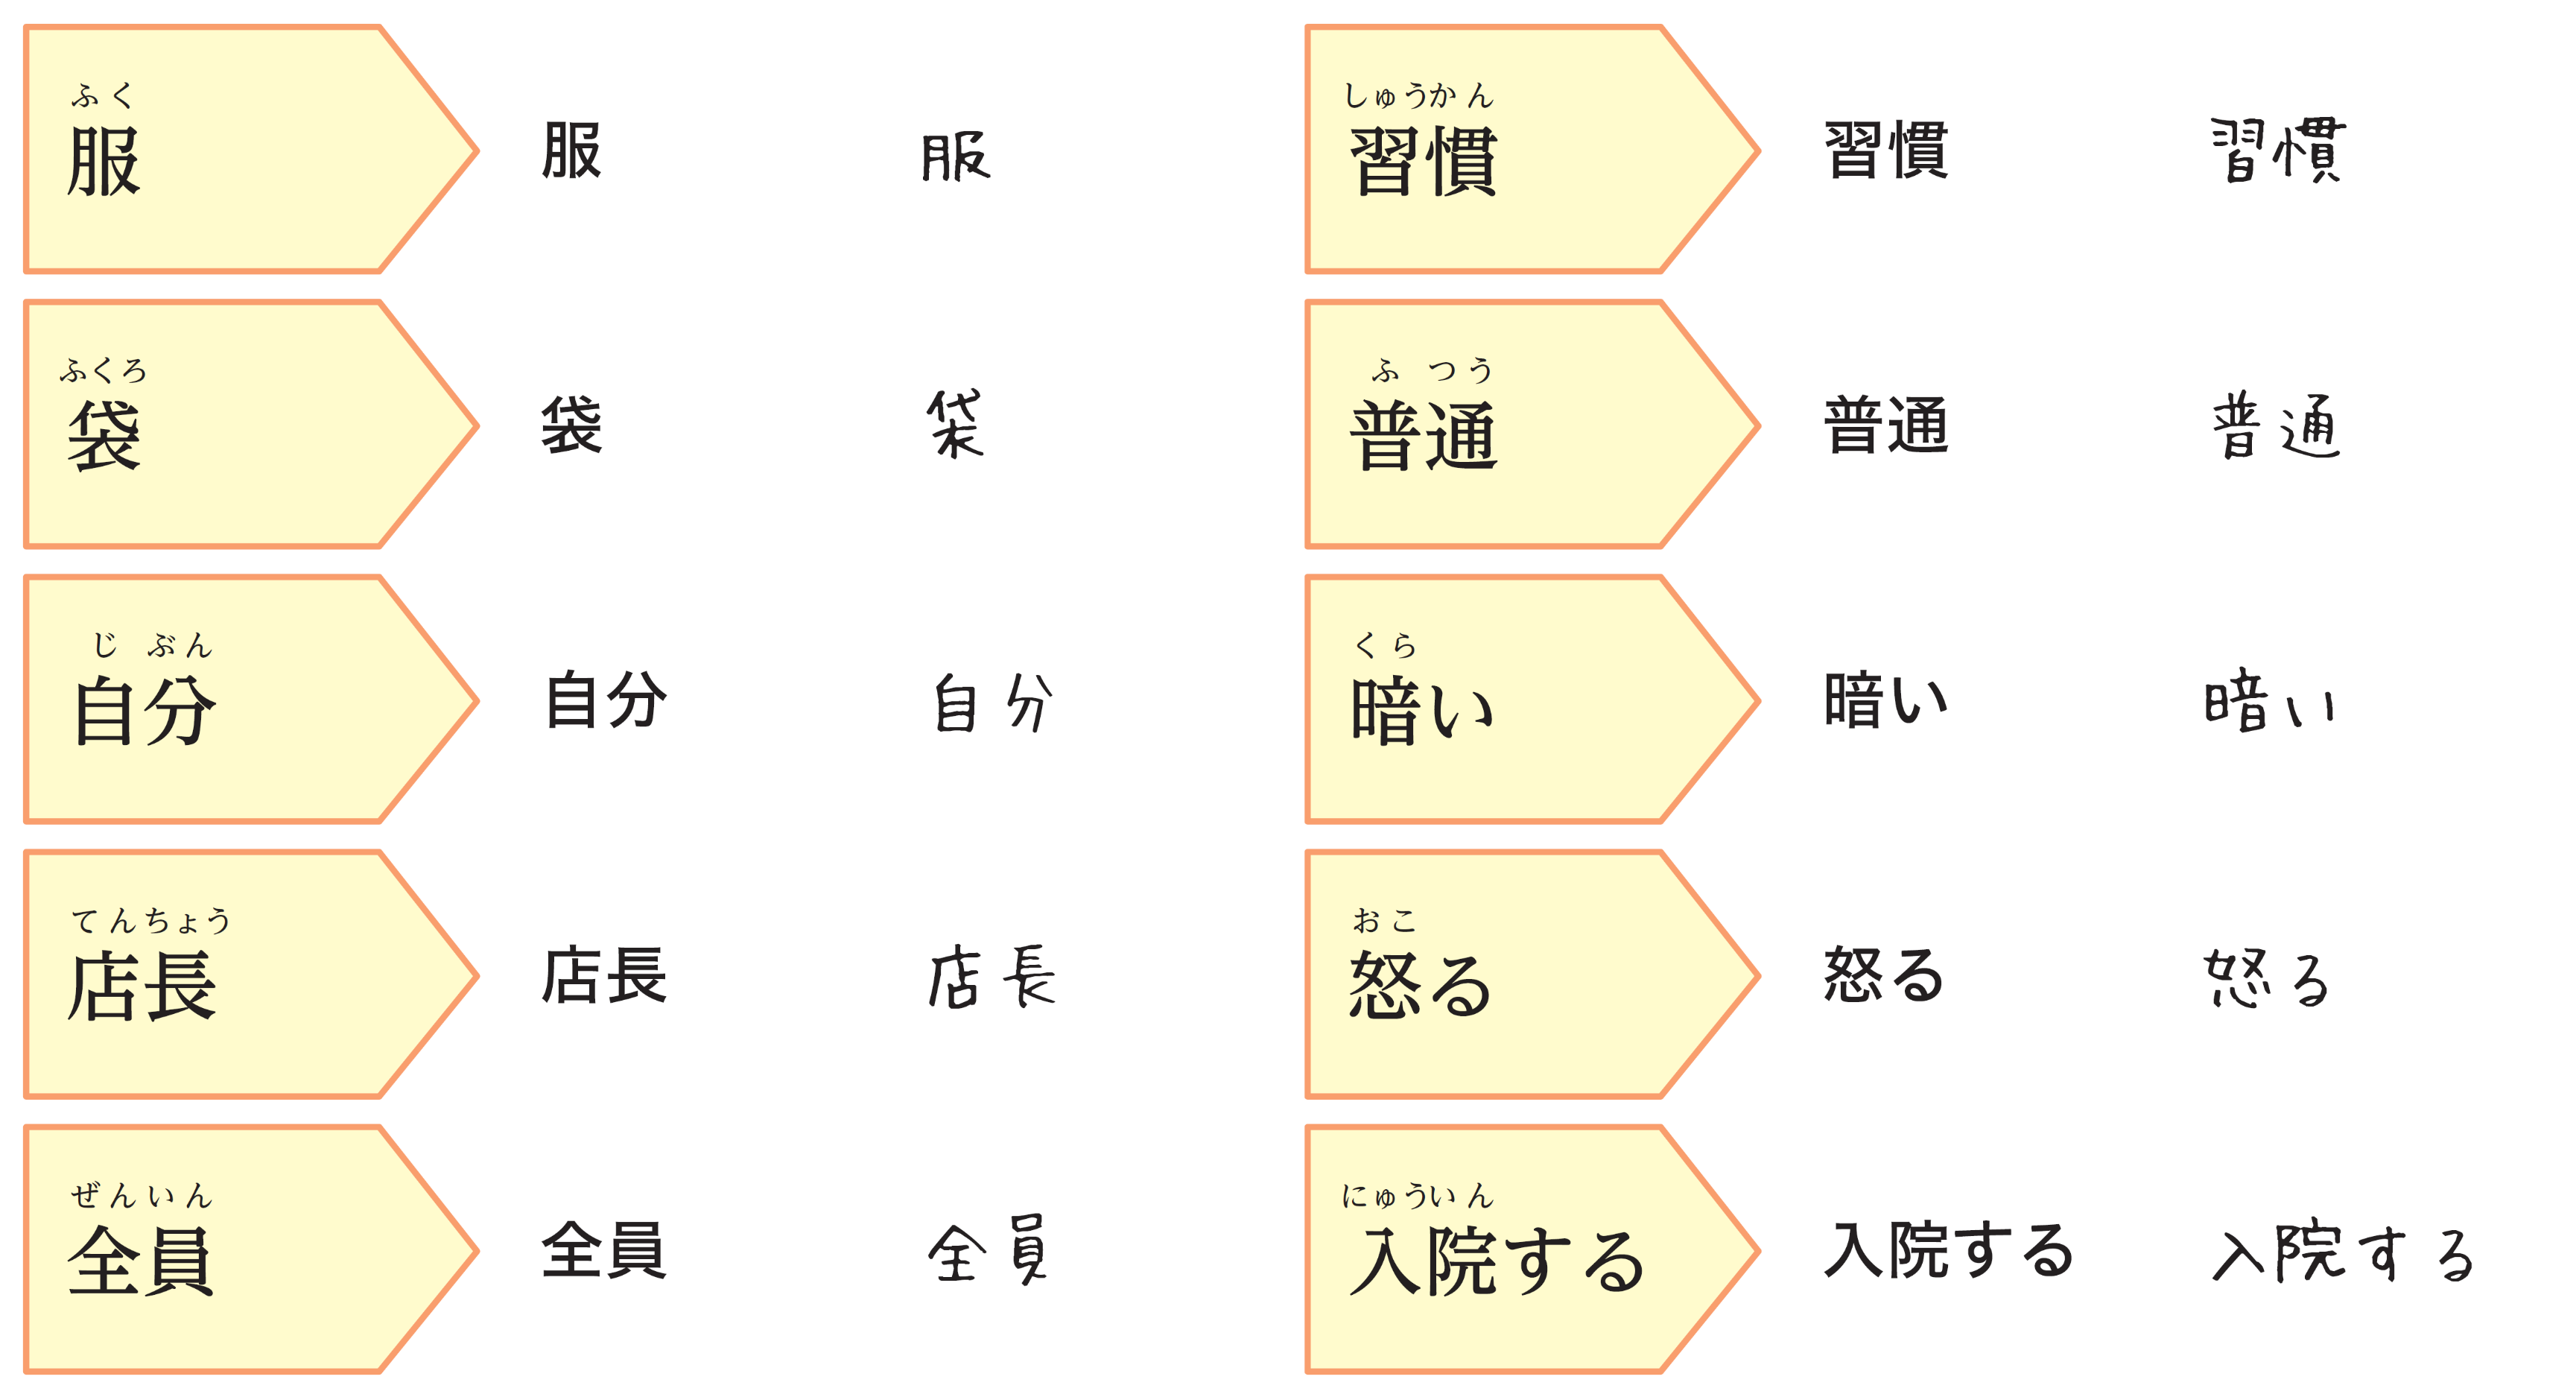 ふく
服 服 服
ふくろ
袋 袋 袋
じ ぶん
自分 自分 自分
てんちょう
店長 店長 店長
ぜんいん
全員 全員 全員
しゅうかん
習慣 習慣 習慣
ふ つう
普通 普通 普通
くら
暗い 暗い 暗い
おこ
怒る 怒る 怒る
にゅういん
入院する 入院する 入院する